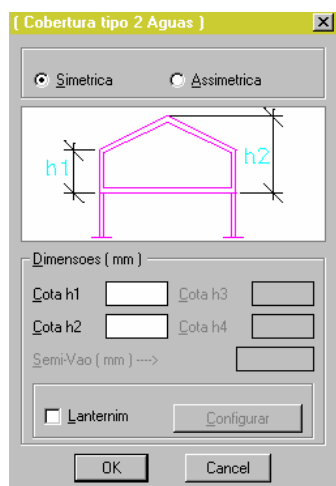 ( Cobertura tipo 2 Aguas )
Simetrica Assimetrica
h1 h2
Dimensoes ( mm )
Cota h1 Cota h3
Cota h2 Cota h4
Semi-Vao ( mm ) ---->
Lanternim Configurar
OK Cancel